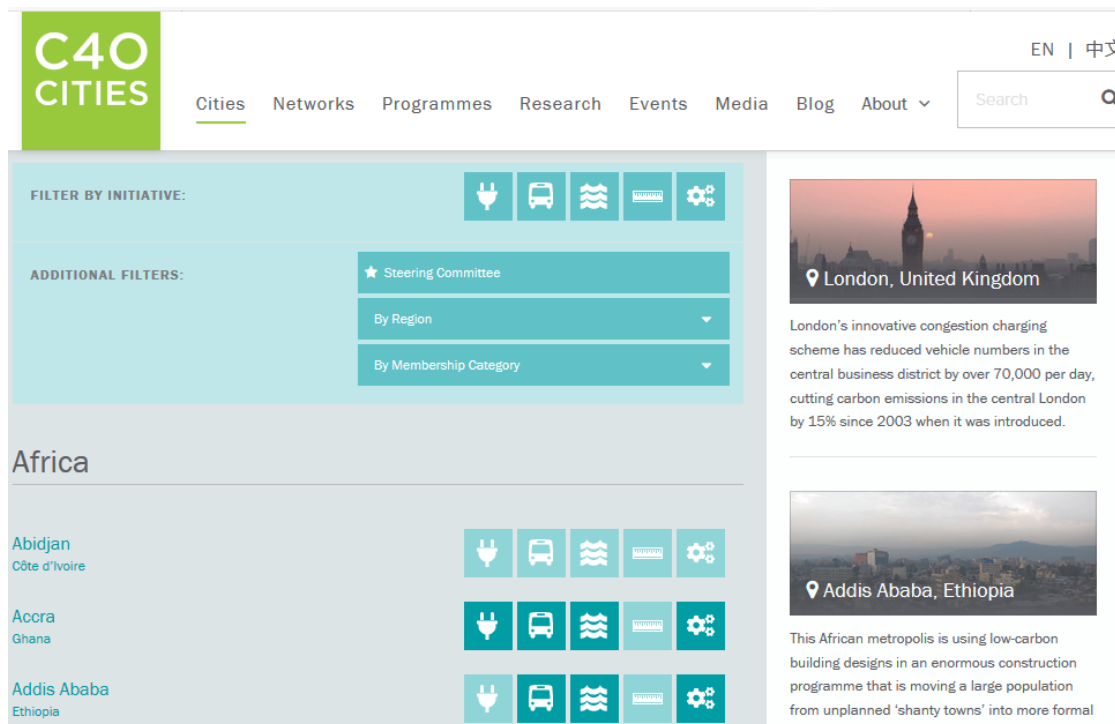 C40
CITIES
EN | 中文
Cities Networks Programmes Research Events Media Blog About
Search
FILTER BY INITIATIVE:
ADDITIONAL FILTERS:
Steering Committee
By Region
By Membership Category
Africa
Abidjan
Côte d'Ivoire
Accra
Ghana
Addis Ababa
Ethiopia
London, United Kingdom
London's innovative congestion charging
scheme has reduced vehicle numbers in the
central business district by over 70,000 per day,
cutting carbon emissions in the central London
by 15% since 2003 when it was introduced.
Addis Ababa, Ethiopia
This African metropolis is using low-carbon
building designs in an enormous construction
programme that is moving a large population
from unplanned ‘shanty towns’ into more formal